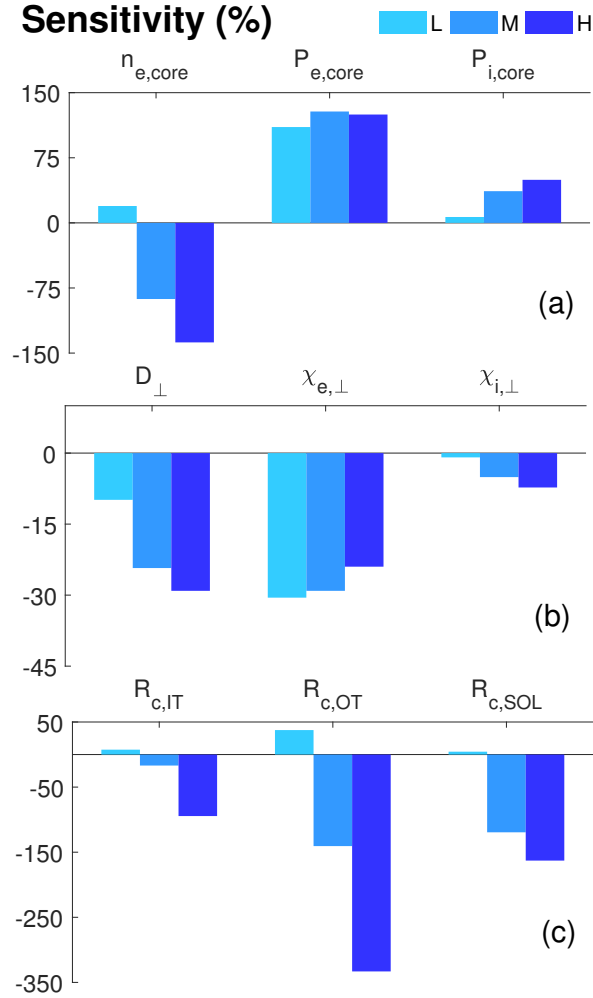 Sensitivity (%)
L M H
n_e,core P_e,core P_i,core
150
75
0
-75
-150
(a)
D_⊥ χ_e,⊥ χ_i,⊥
0
-15
-30
-45
(b)
R_c,IT R_c,OT R_c,SOL
50
-50
-150
-250
-350
(c)